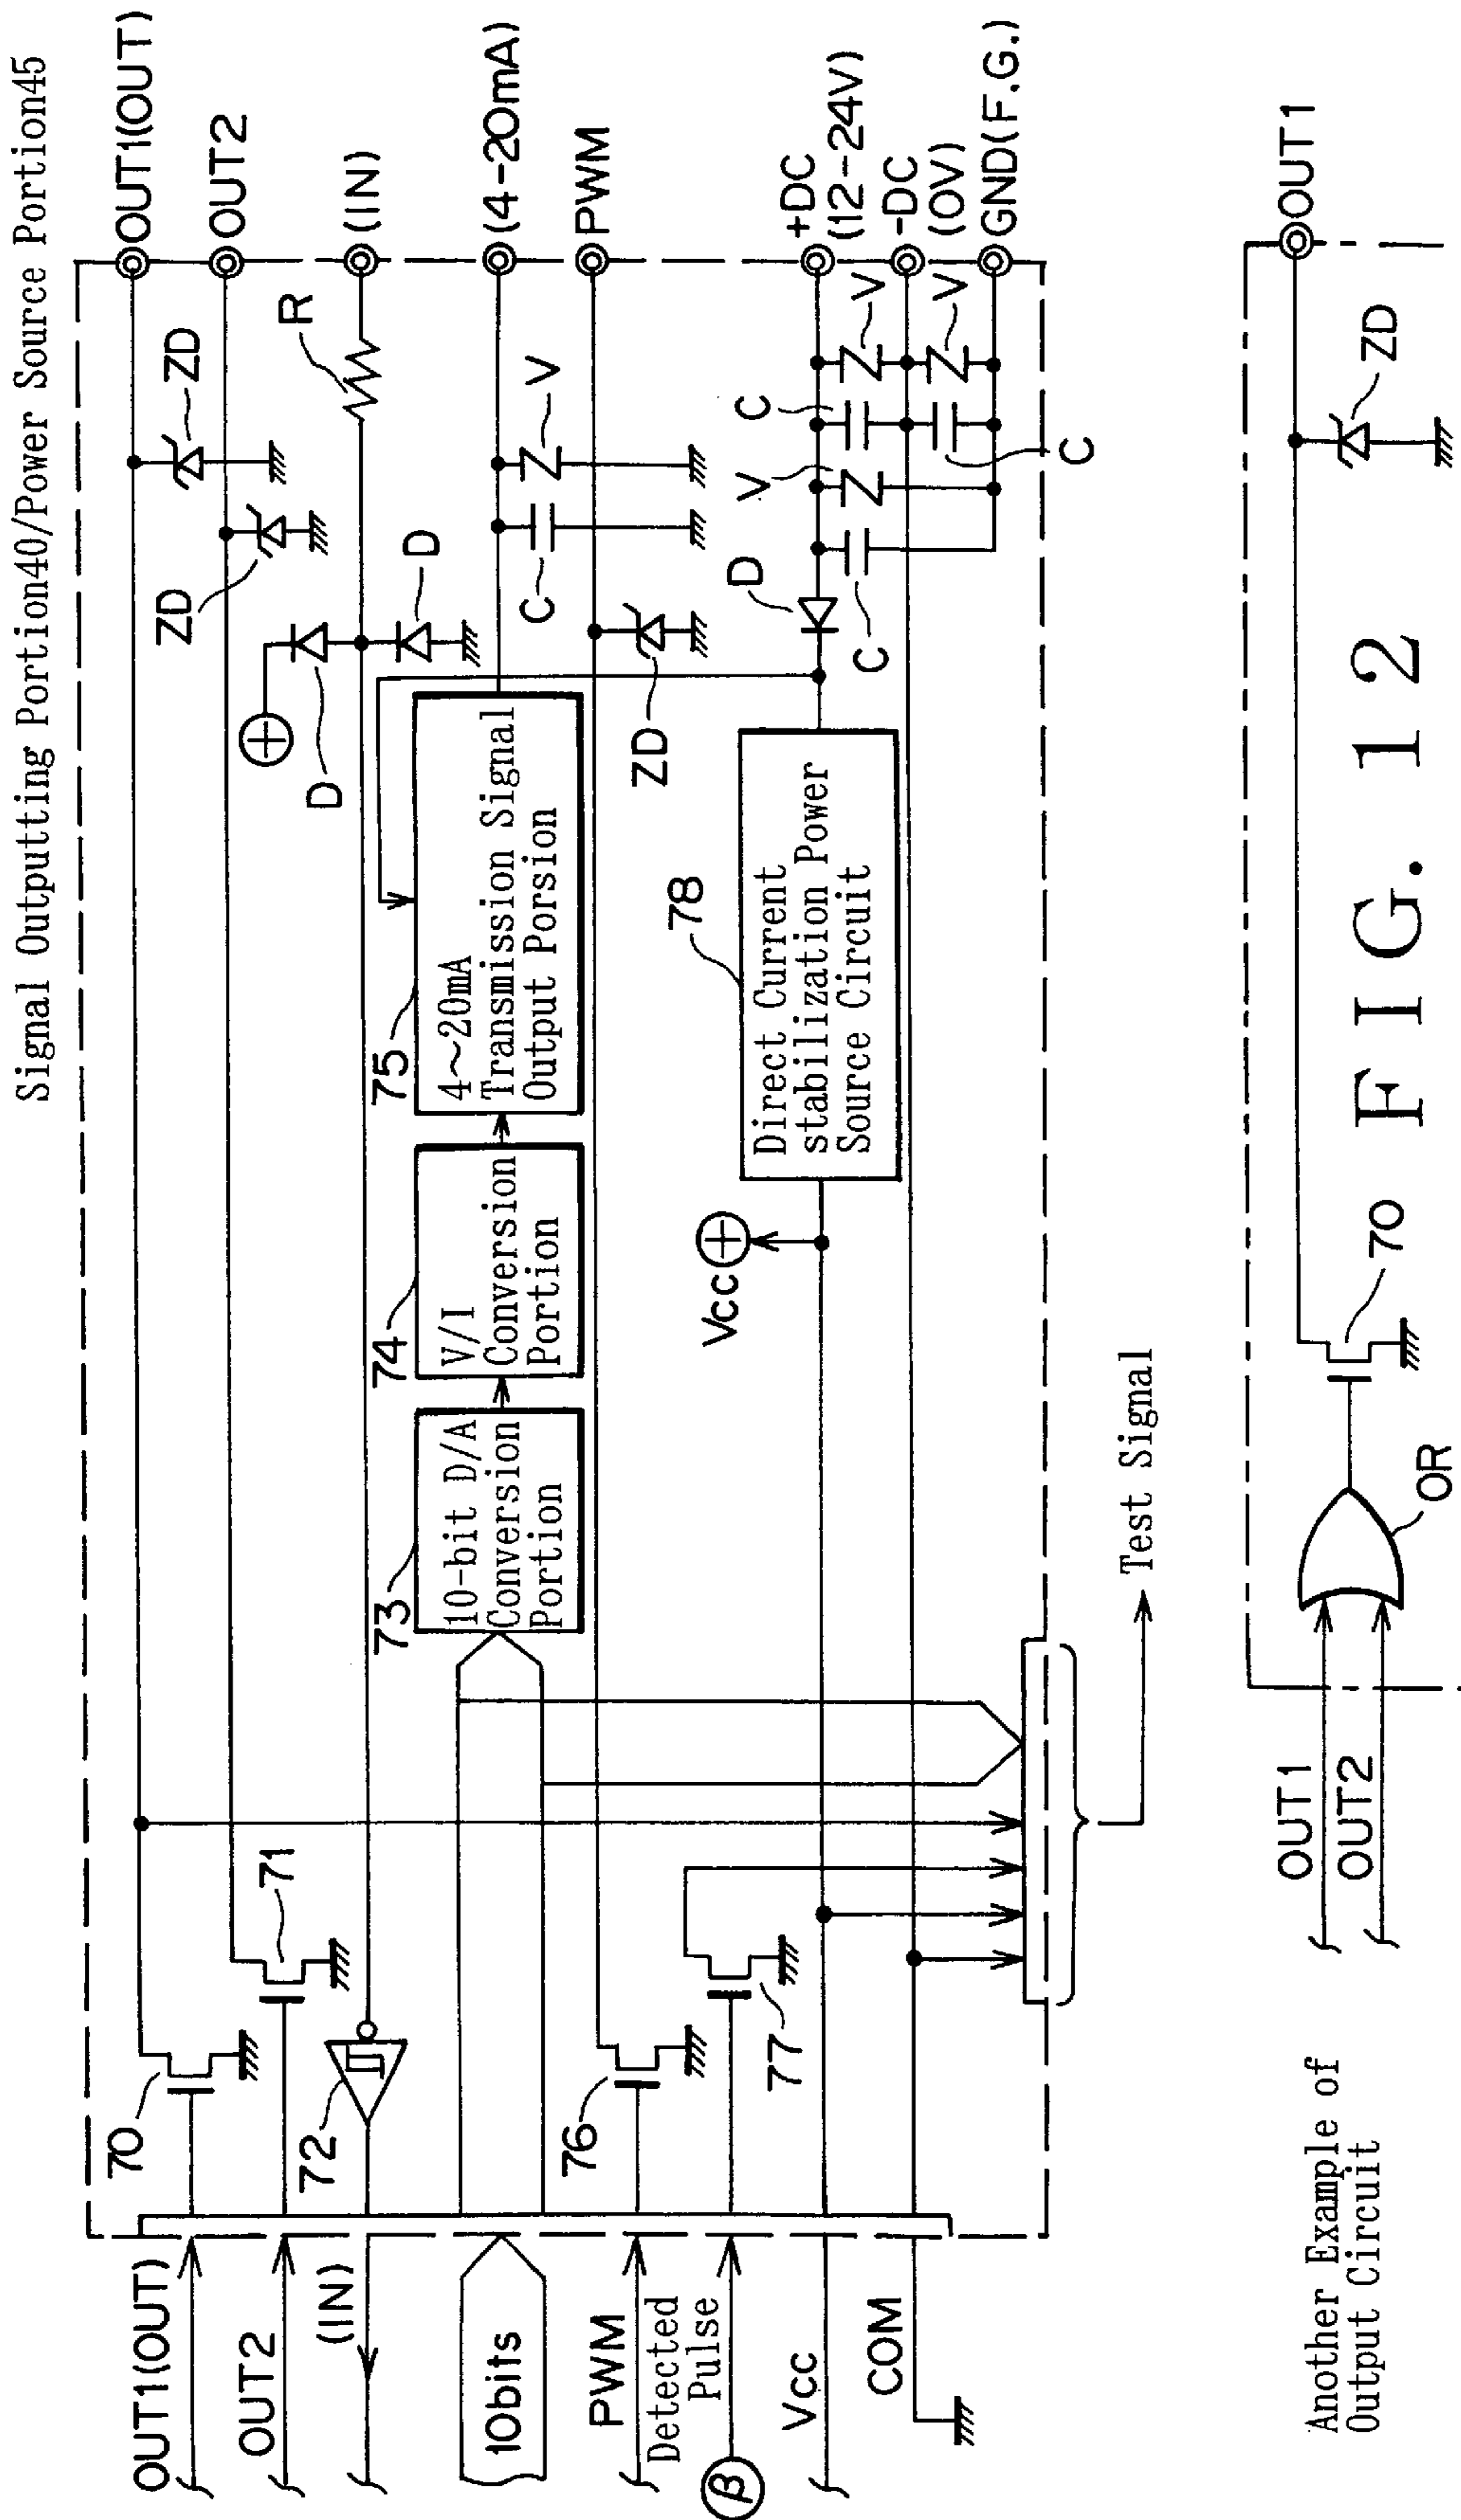 Signal Outputting Portion40/Power Source Portion45
OUT1(OUT)
OUT2
(IN)
10bits
PWM
Detected
Pulse
β
Vcc
COM
70
71
72
73
10-bit D/A
Conversion
Portion
74
V/I
Conversion
Portion
75
4~20mA
Transmission Signal
Output Porsion
76
77
78
Direct Current
stabilization Power
Source Circuit
Vcc
D
D
ZD
ZD
R
C
V
ZD
D
C
V
C
C
V
V
OUT1(OUT)
OUT2
(IN)
(4-20mA)
PWM
+DC
(12-24V)
-DC
(0V)
GND(F.G.)
Test Signal
Another Example of
Output Circuit
OUT1
OUT2
OR
70
ZD
OUT1
FIG. 12